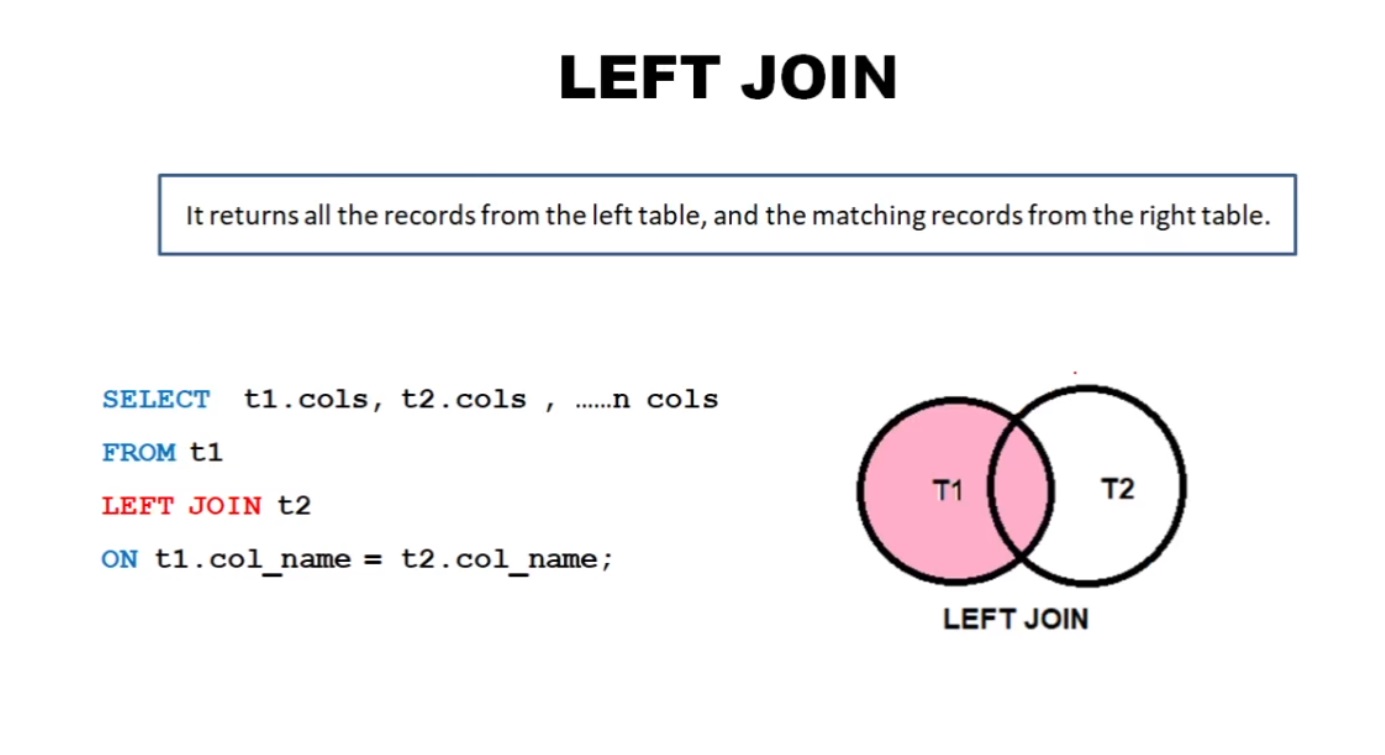 LEFT JOIN
It returns all the records from the left table, and the matching records from the right table.
SELECT t1.cols, t2.cols , ......n cols
FROM t1
LEFT JOIN t2
ON t1.col_name = t2.col_name;
T1
T2
LEFT JOIN